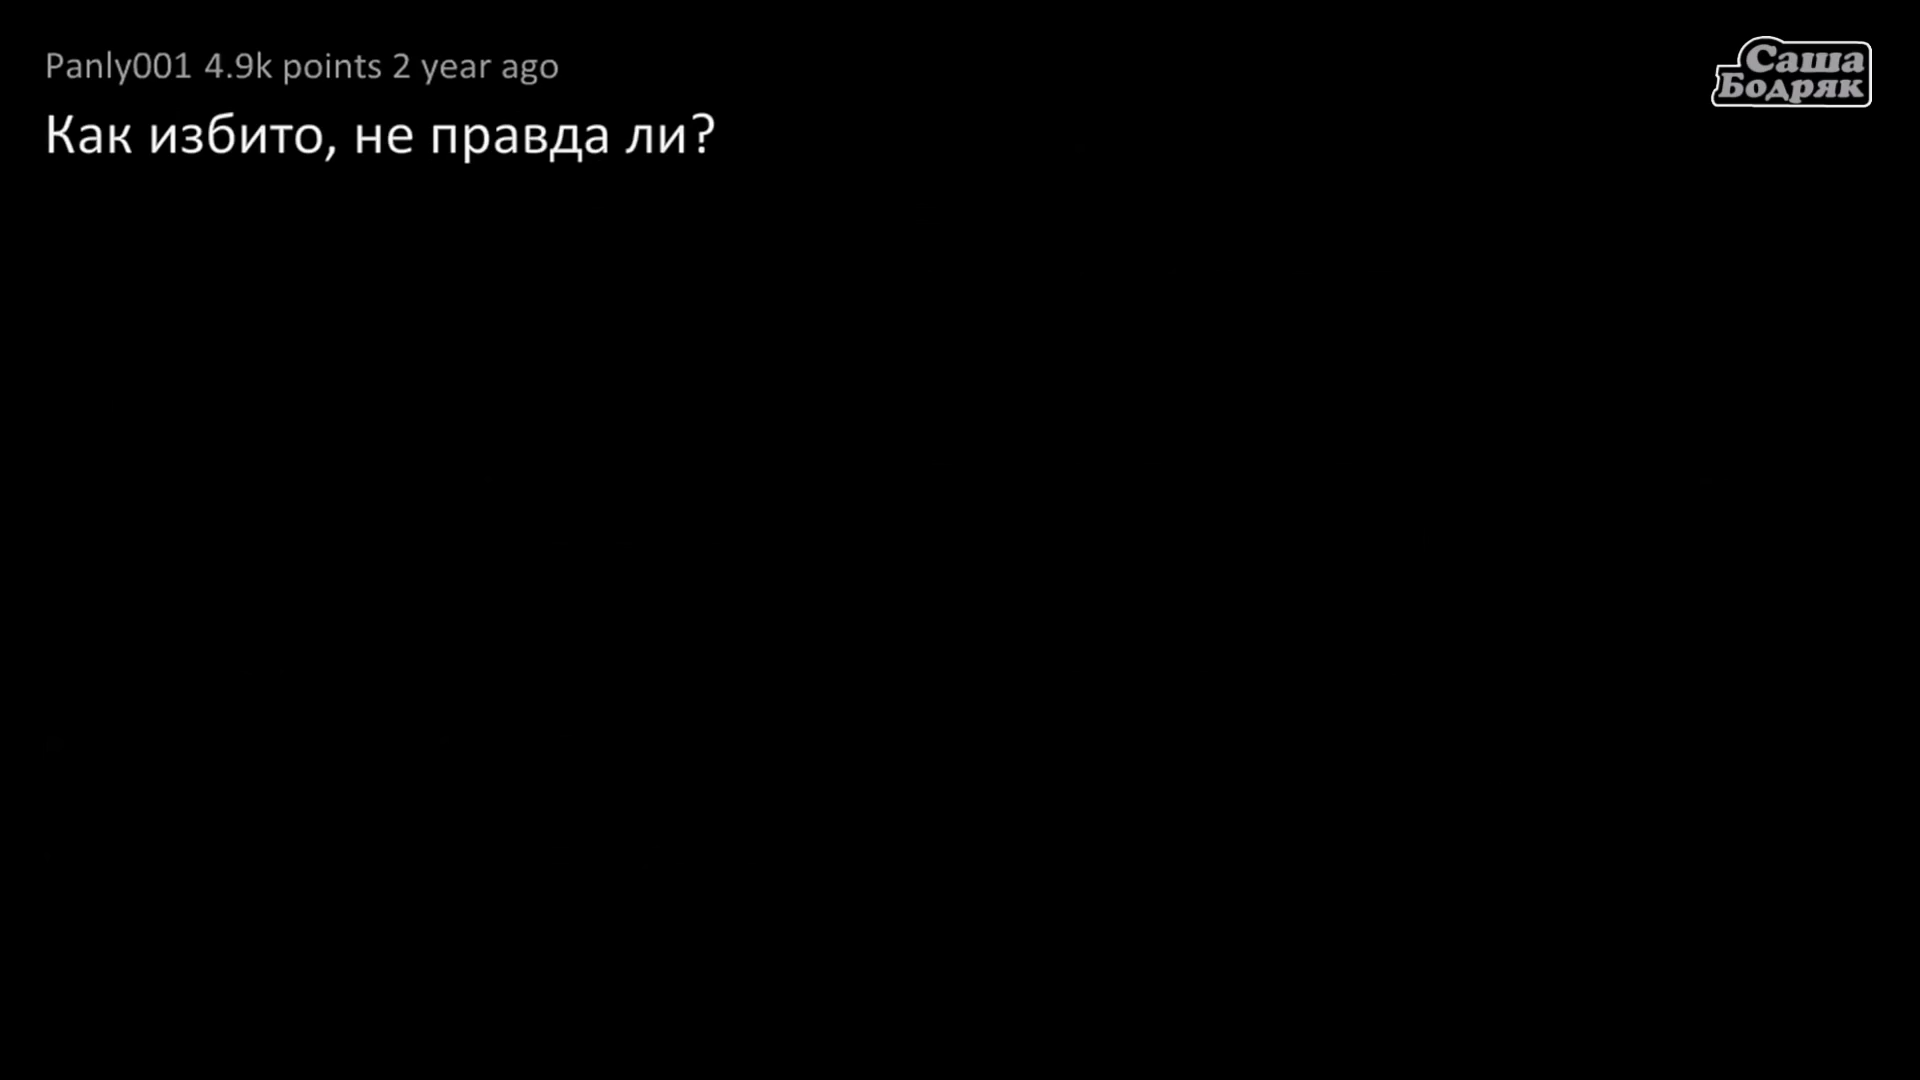 Panly001 4.9k points 2 year ago
Как избито, не правда ли?
Саша
Бодряк